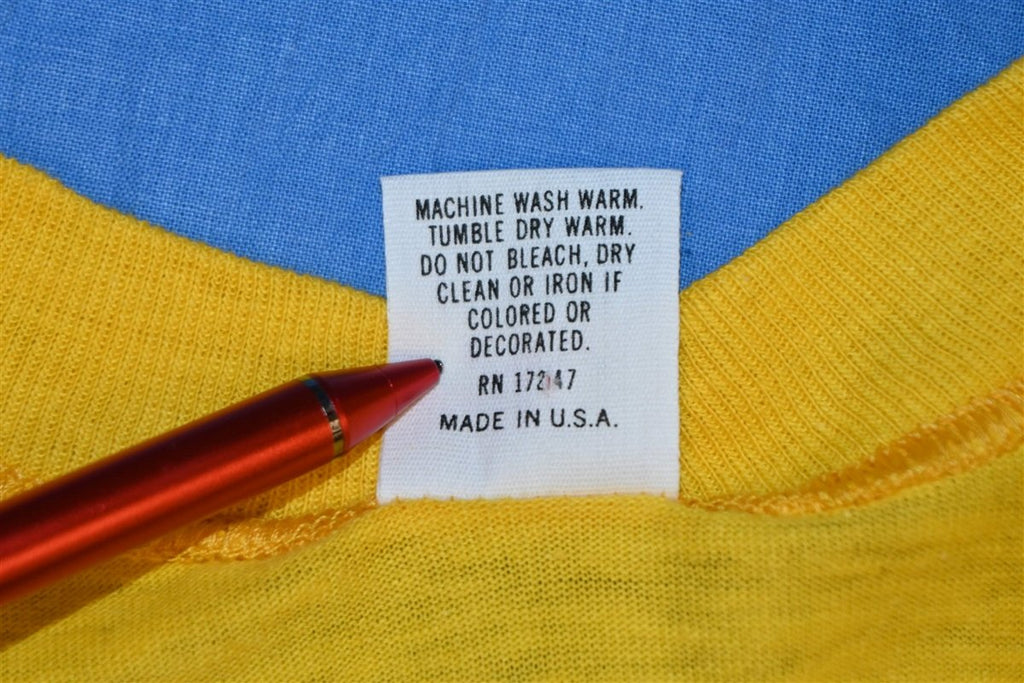 MACHINE WASH WARM.
TUMBLE DRY WARM.
DO NOT BLEACH, DRY
CLEAN OR IRON IF
COLORED OR
DECORATED.
RN 17247
MADE IN U.S.A.